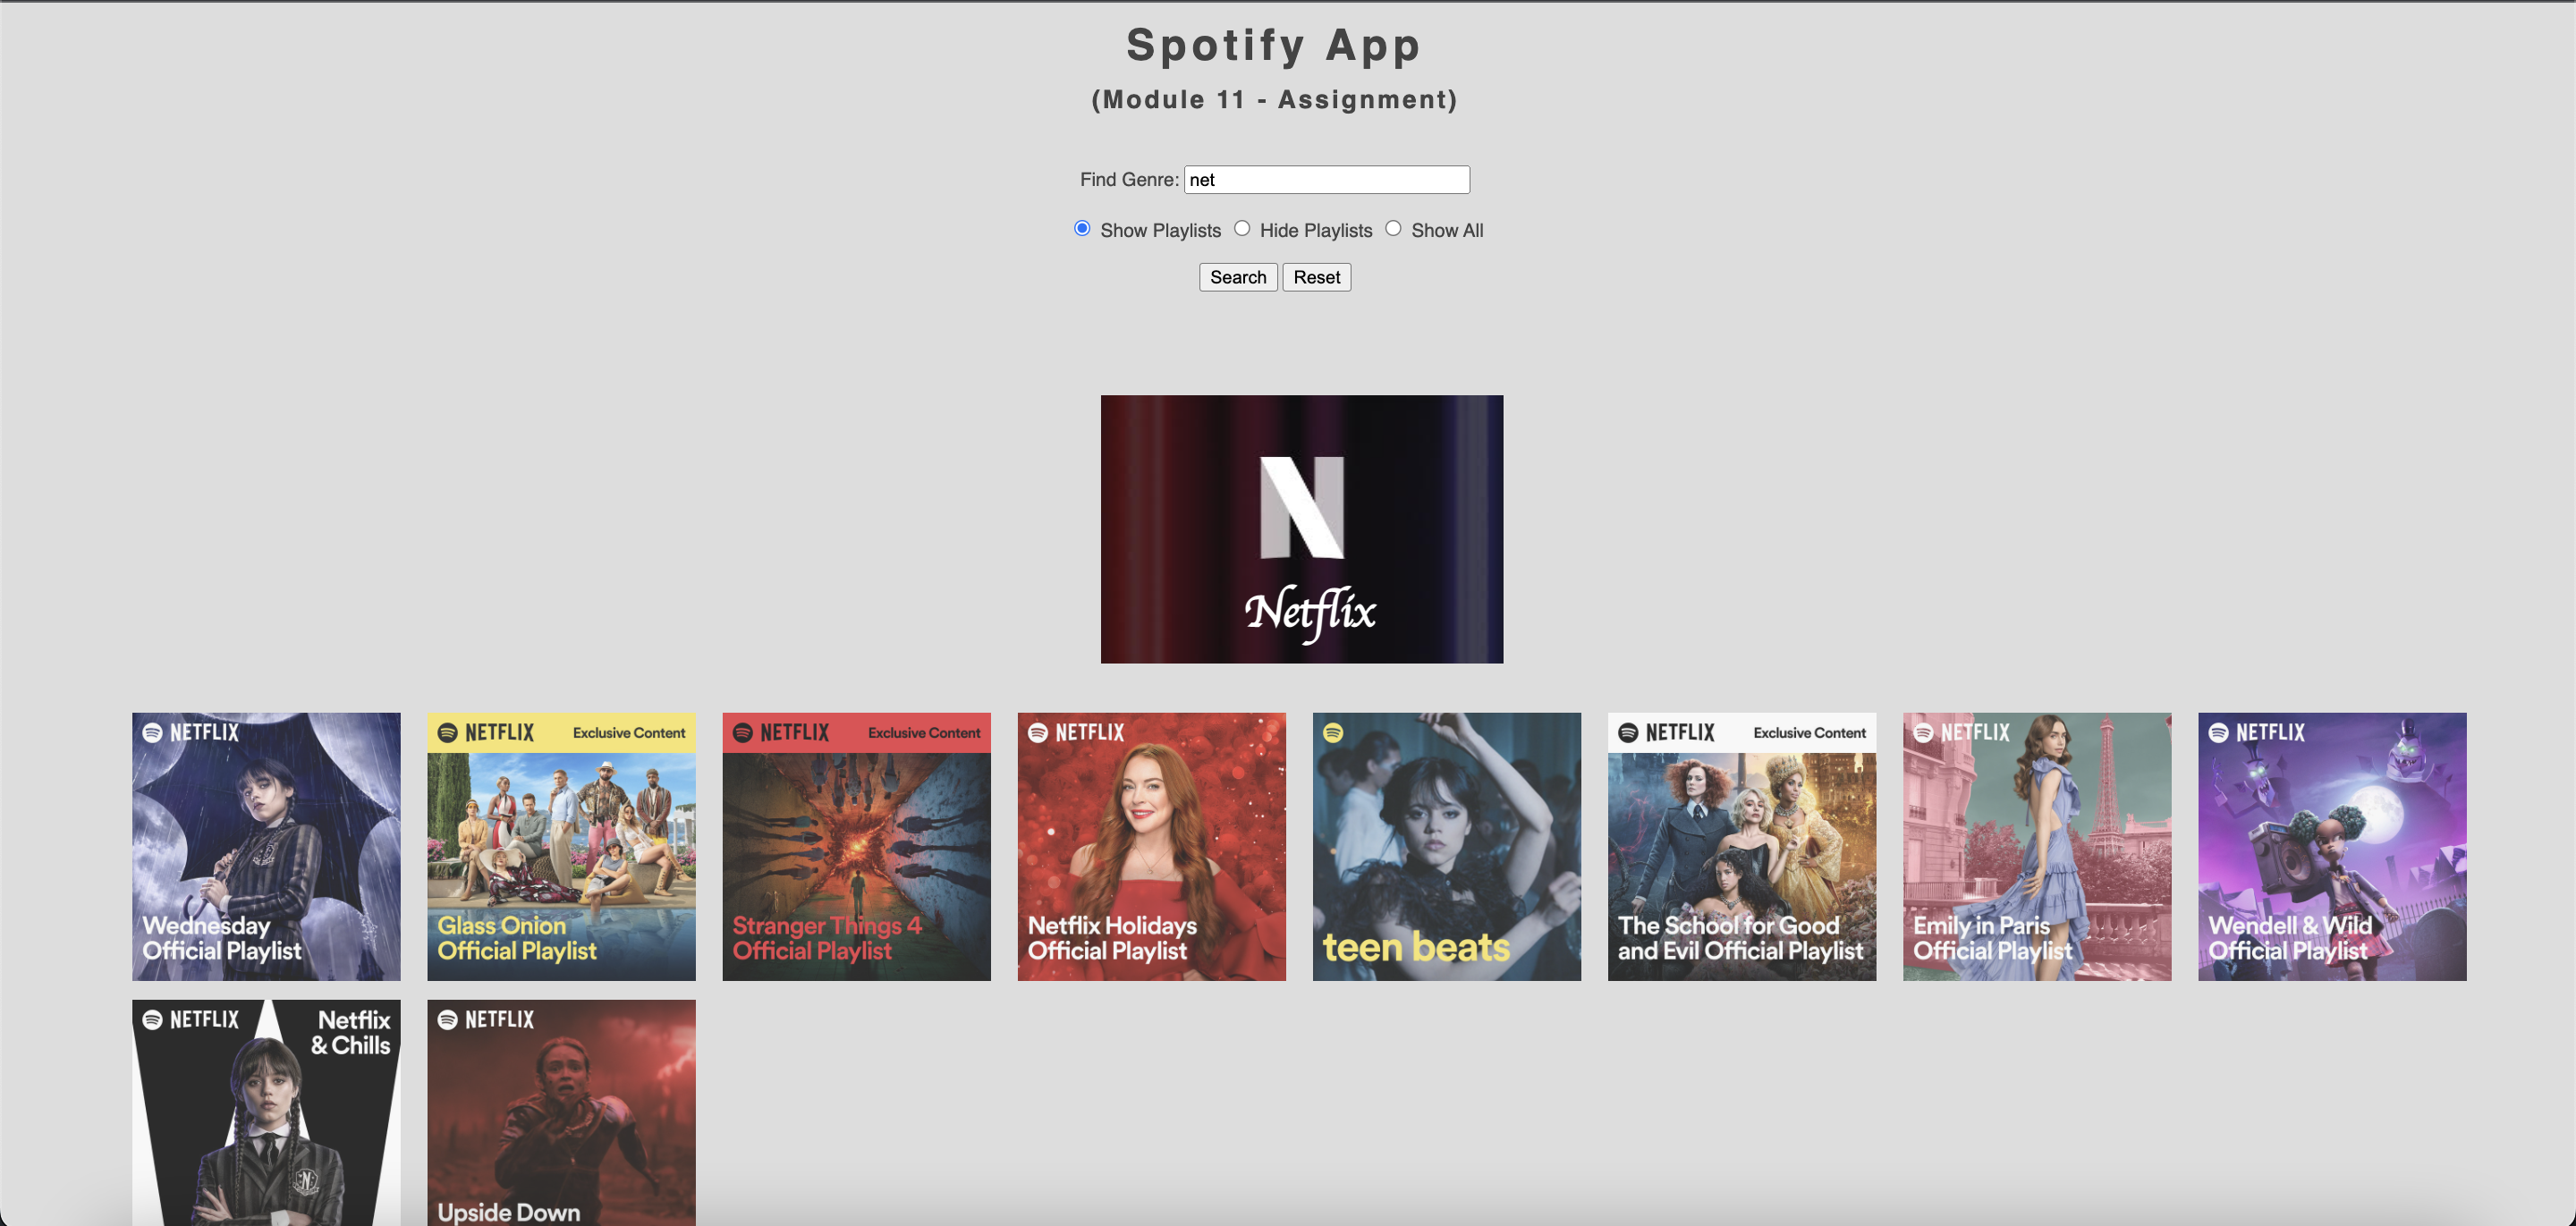 Spotify App
(Module 11 - Assignment)
Find Genre: net
Show Playlists Hide Playlists Show All
Search Reset
N
Netflix
NETFLIX
Wednesday
Official Playlist
NETFLIX Exclusive Content
Glass Onion
Official Playlist
NETFLIX Exclusive Content
Stranger Things 4
Official Playlist
NETFLIX
Netflix Holidays
Official Playlist
teen beats
NETFLIX Exclusive Content
The School for Good
and Evil Official Playlist
NETFLIX
Emily in Paris
Official Playlist
NETFLIX
Wendell & Wild
Official Playlist
NETFLIX Netflix
& Chills
N
NETFLIX
Upside Down